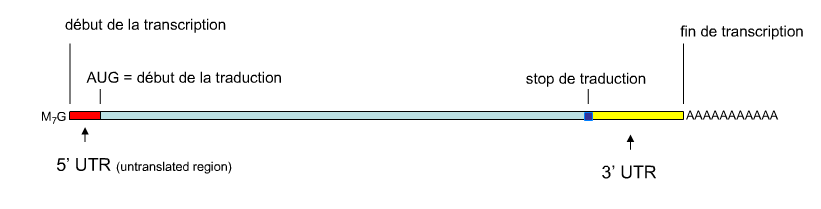 début de la transcription
fin de transcription
AUG = début de la traduction
stop de traduction
M7G
AAAAAAAAAAA
5' UTR (untranslated region)
3' UTR